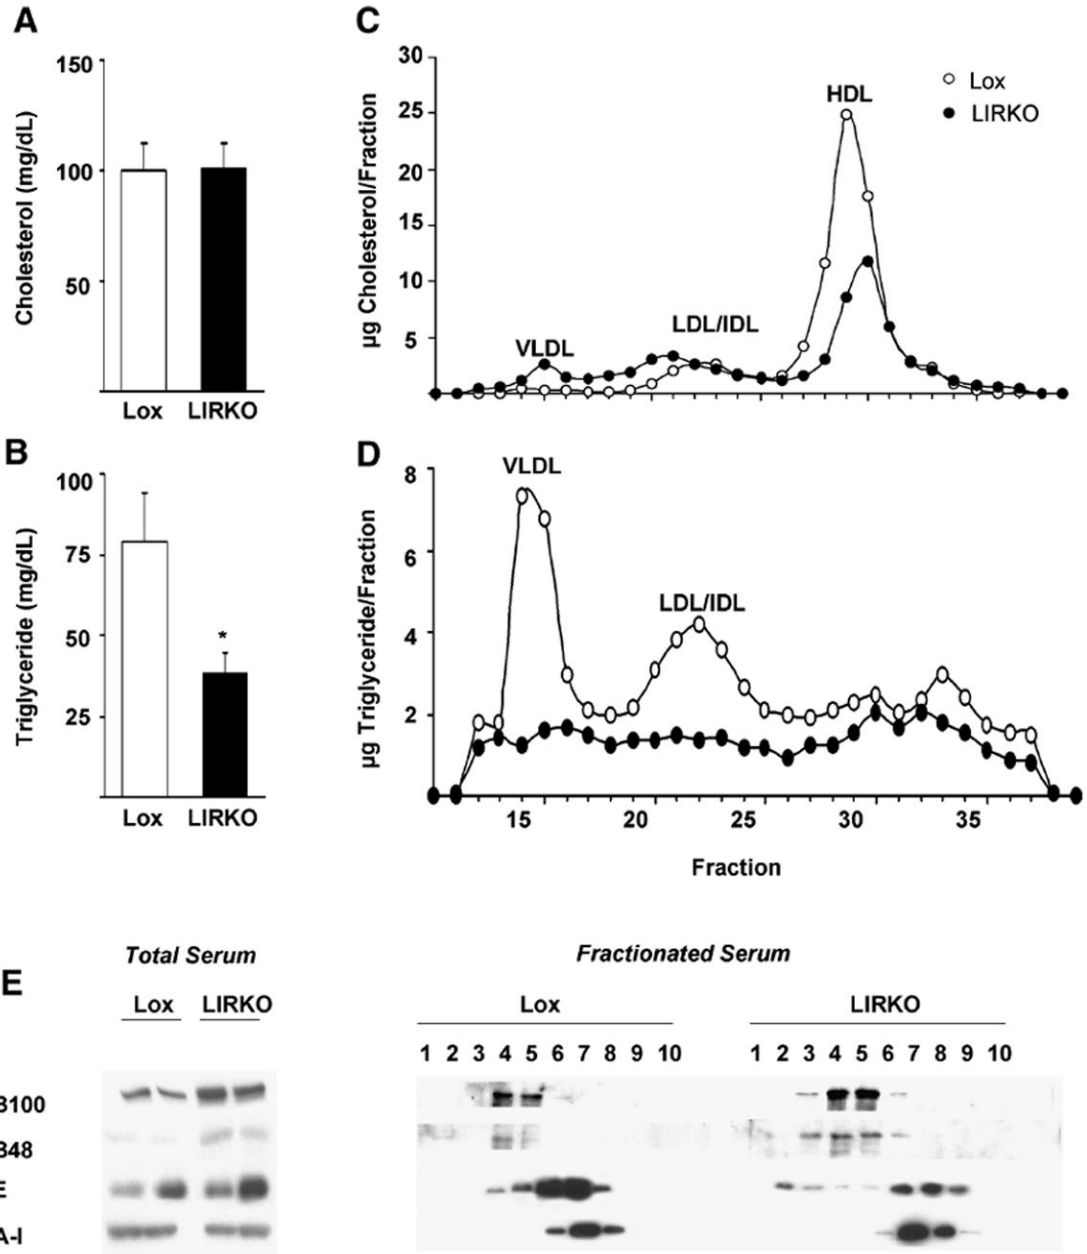 A
Cholesterol (mg/dL)
150
100
50
Lox LIRKO
B
Triglyceride (mg/dL)
100
75
50
25
*
Lox LIRKO
C
µg Cholesterol/Fraction
30
25
20
15
10
5
VLDL
LDL/IDL
HDL
Lox
LIRKO
D
µg Triglyceride/Fraction
8
6
4
2
VLDL
LDL/IDL
15 20 25 30 35
Fraction
E
Total Serum
Lox LIRKO
Fractionated Serum
Lox LIRKO
1 2 3 4 5 6 7 8 9 10 1 2 3 4 5 6 7 8 9 10
B100
B48
E
A-I